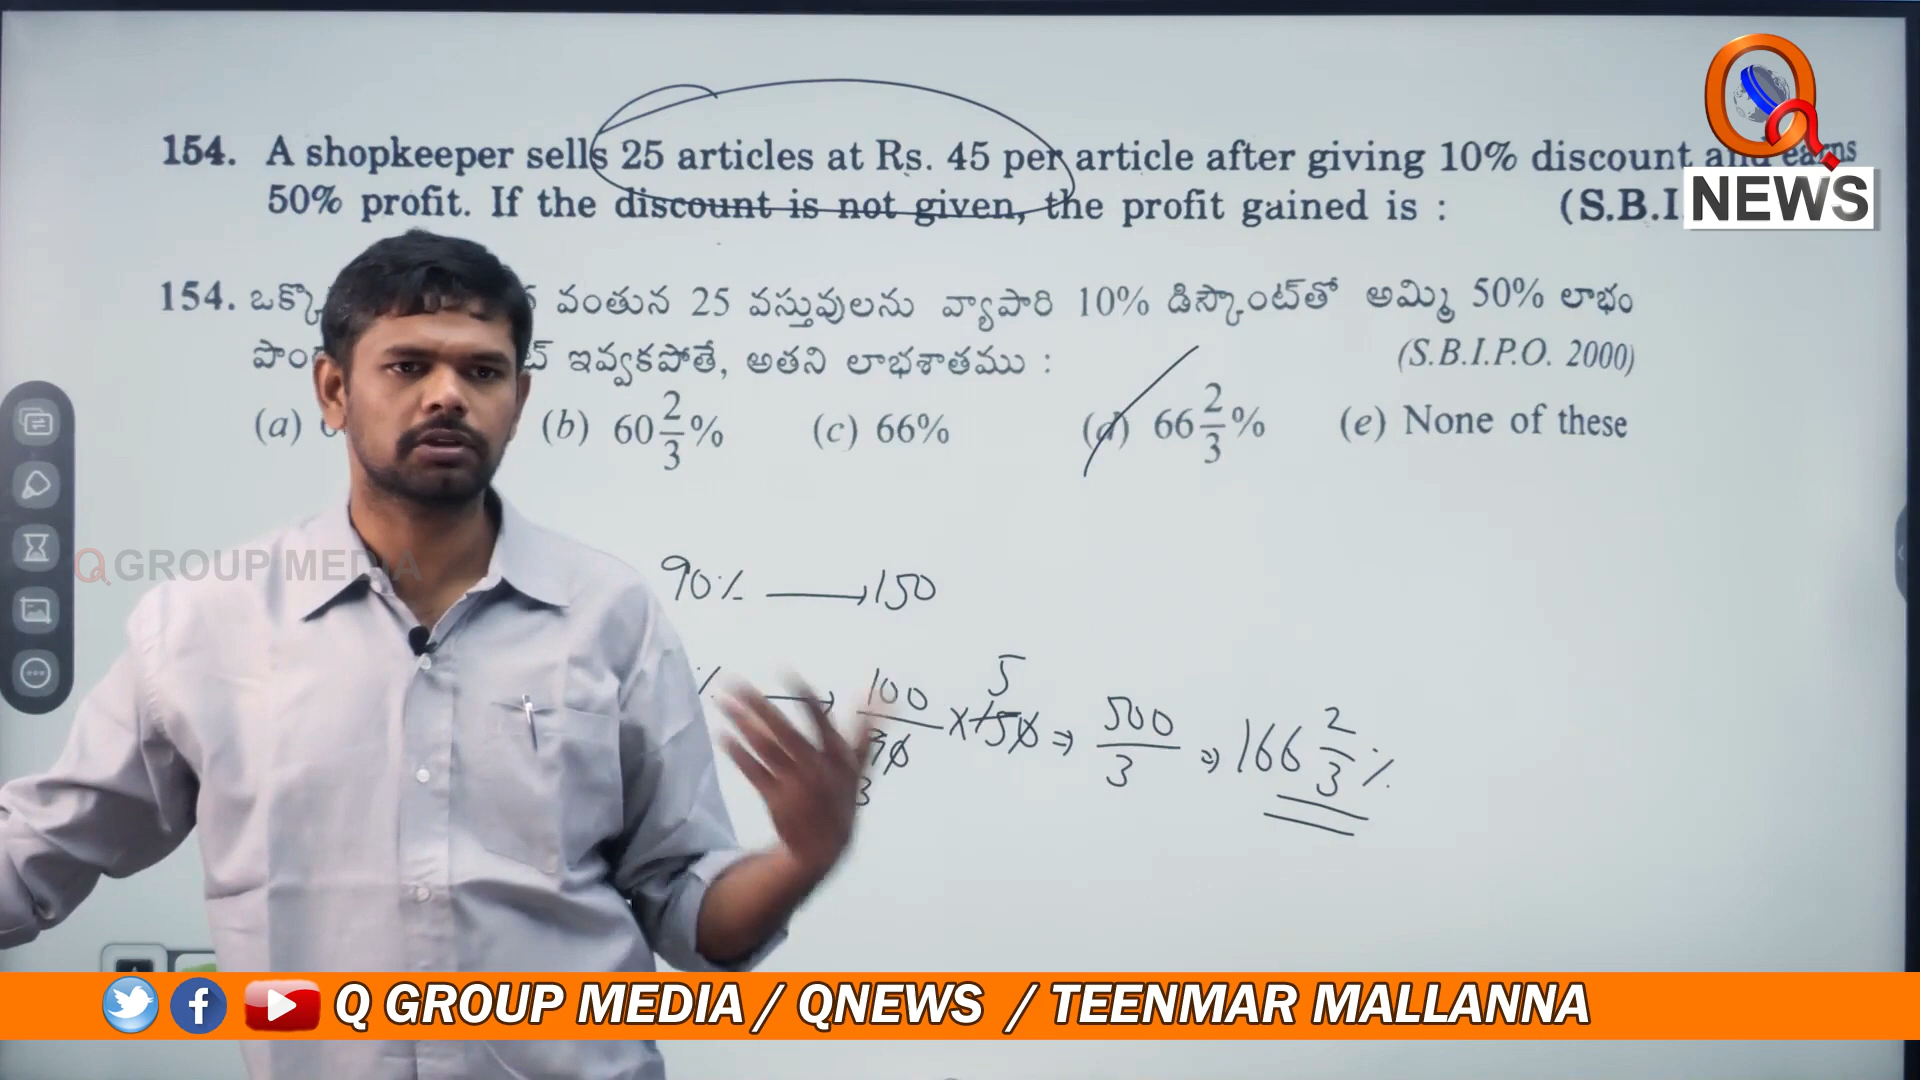 154. A shopkeeper sells 25 articles at Rs. 45 per article after giving 10% discount and earns
50% profit. If the discount is not given, the profit gained is : (S.B.I.
Q
NEWS
154. ఒక్కొ వంతున 25 వస్తువులను వ్యాపారి 10% డిస్కౌంట్‌తో అమ్మి 50% లాభం
ఇవ్వకపోతే, అతని లాభశాతము : (S.B.I.P.O. 2000)
(a) (b) 60 2/3 % (c) 66% (d) 66 2/3 % (e) None of these
Q GROUP MEDIA
90% → 150
% → 100/90 × 150 ⇒ 500/3 ⇒ 166 2/3 %
5
3
Q GROUP MEDIA / QNEWS / TEENMAR MALLANNA